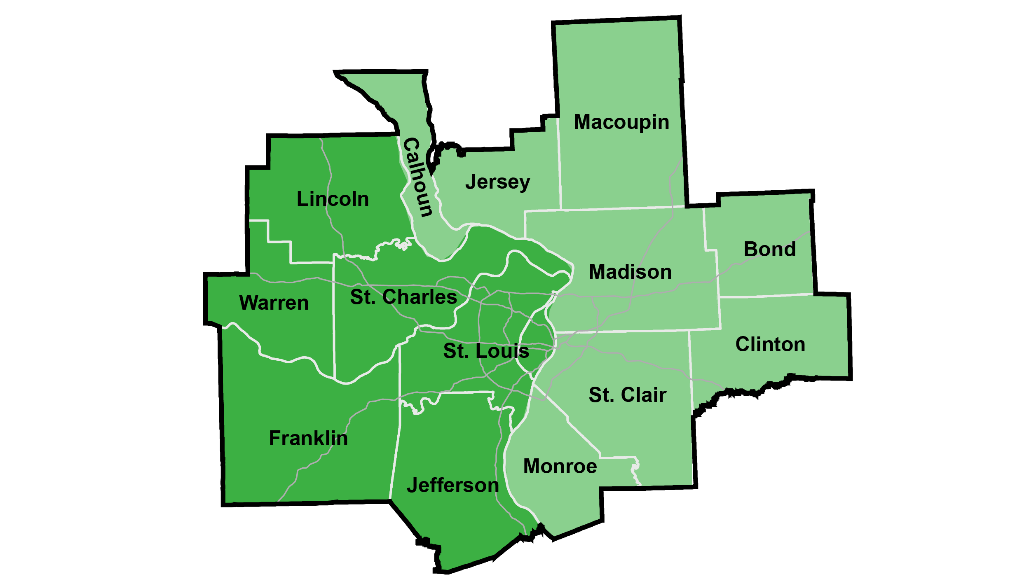 Macoupin
Calhoun
Jersey
Lincoln
Bond
Madison
St. Charles
Warren
Clinton
St. Louis
St. Clair
Franklin
Monroe
Jefferson